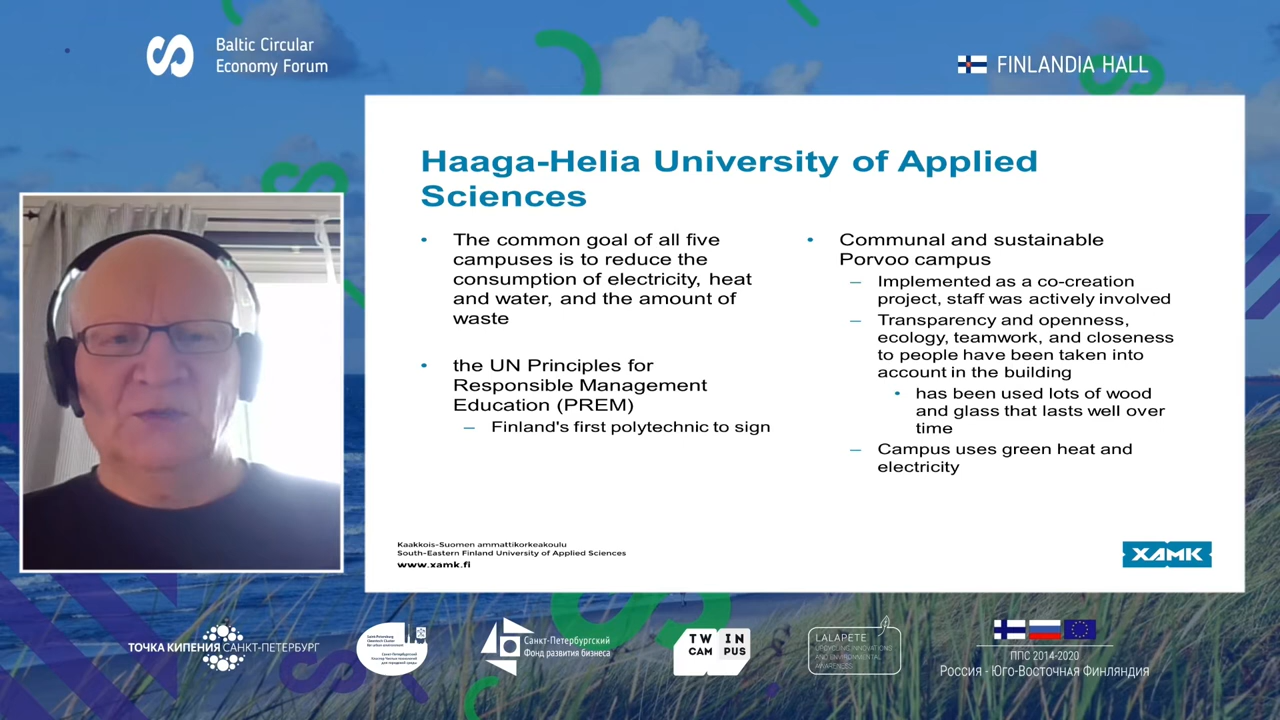 Baltic Circular
Economy Forum
FINLANDIA HALL
Haaga-Helia University of Applied
Sciences
• The common goal of all five
campuses is to reduce the
consumption of electricity, heat
and water, and the amount of
waste
• the UN Principles for
Responsible Management
Education (PREM)
– Finland's first polytechnic to sign
• Communal and sustainable
Porvoo campus
– Implemented as a co-creation
project, staff was actively involved
– Transparency and openness,
ecology, teamwork, and closeness
to people have been taken into
account in the building
• has been used lots of wood
and glass that lasts well over
time
– Campus uses green heat and
electricity
Kaakkois-Suomen ammattikorkeakoulu
South-Eastern Finland University of Applied Sciences
www.xamk.fi
XAMK
ТОЧКА КИПЕНИЯ САНКТ-ПЕТЕРБУРГ
Санкт-Петербургский
Фонд развития бизнеса
TW IN
CAM PUS
LALAPETE
UPCYCLING INNOVATIONS
AND ENVIRONMENTAL
AWARENESS
ППС 2014-2020
Россия - Юго-Восточная Финляндия